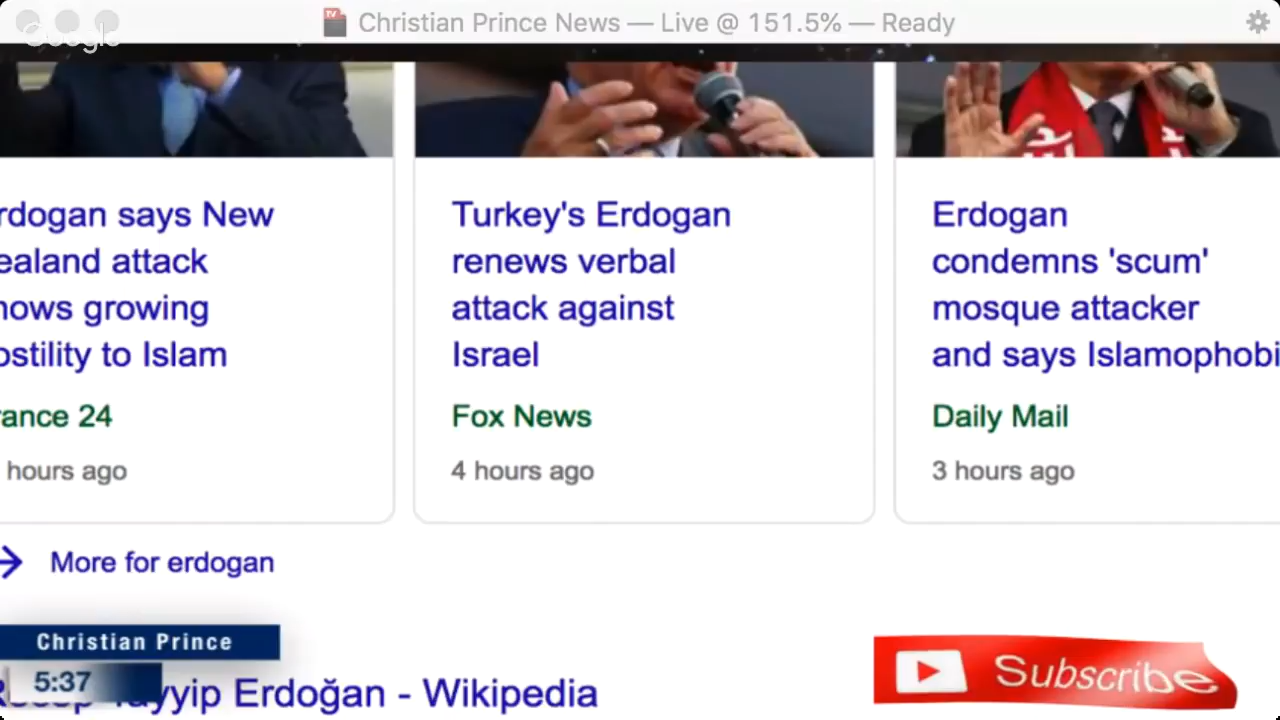 Google
Christian Prince News — Live @ 151.5% — Ready
rdogan says New
ealand attack
hows growing
ostility to Islam
rance 24
hours ago
Turkey's Erdogan
renews verbal
attack against
Israel
Fox News
4 hours ago
Erdogan
condemns 'scum'
mosque attacker
and says Islamophobi
Daily Mail
3 hours ago
More for erdogan
Christian Prince
5:37
Tayyip Erdoğan - Wikipedia
Subscribe